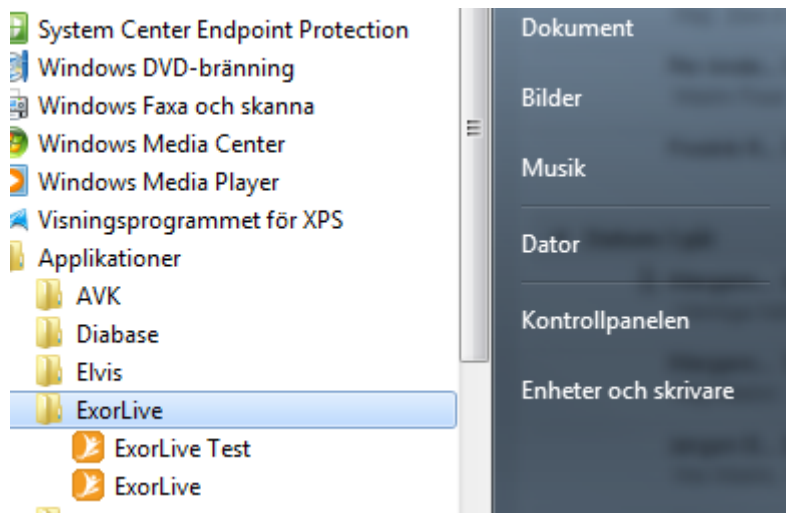 System Center Endpoint Protection
Windows DVD-bränning
Windows Faxa och skanna
Windows Media Center
Windows Media Player
Visningsprogrammet för XPS
Applikationer
AVK
Diabase
Elvis
ExorLive
ExorLive Test
ExorLive
Dokument
Bilder
Musik
Dator
Kontrollpanelen
Enheter och skrivare